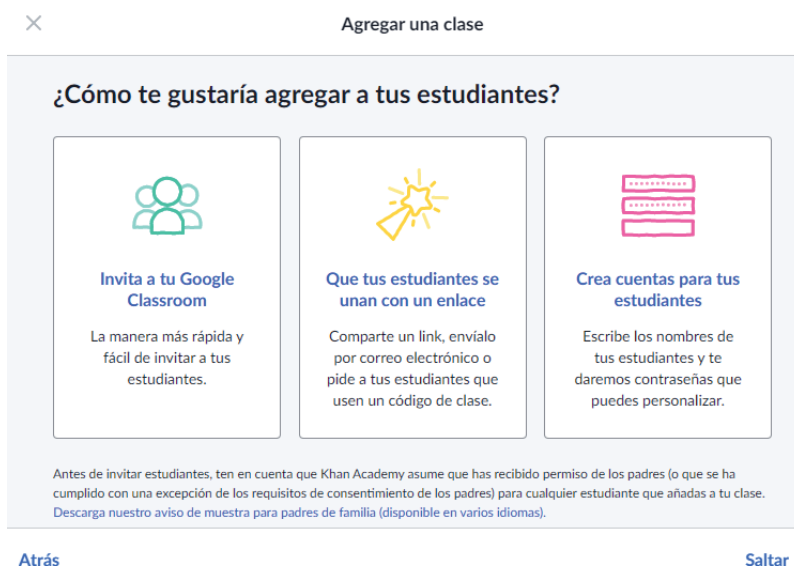 Agregar una clase
¿Cómo te gustaría agregar a tus estudiantes?
Invita a tu Google
Classroom
La manera más rápida y
fácil de invitar a tus
estudiantes.
Que tus estudiantes se
unan con un enlace
Comparte un link, envíalo
por correo electrónico o
pide a tus estudiantes que
usen un código de clase.
Crea cuentas para tus
estudiantes
Escribe los nombres de
tus estudiantes y te
daremos contraseñas que
puedes personalizar.
Antes de invitar estudiantes, ten en cuenta que Khan Academy asume que has recibido permiso de los padres (o que se ha
cumplido con una excepción de los requisitos de consentimiento de los padres) para cualquier estudiante que añadas a tu clase.
Descarga nuestro aviso de muestra para padres de familia (disponible en varios idiomas).
Atrás
Saltar